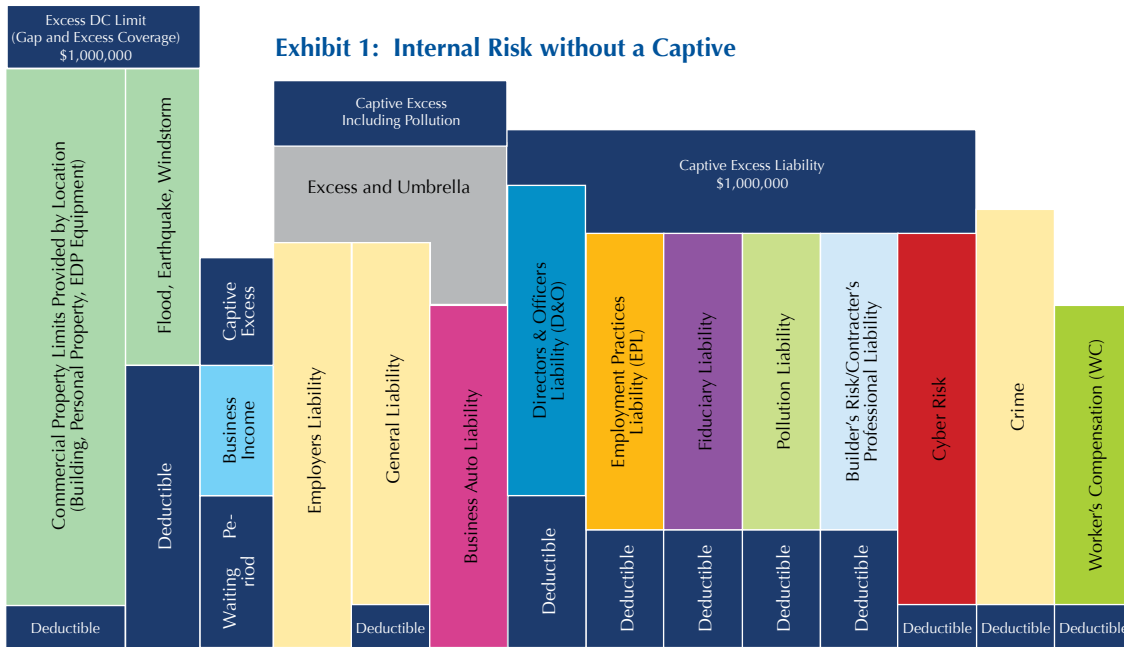 Excess DC Limit
(Gap and Excess Coverage)
$1,000,000
Exhibit 1: Internal Risk without a Captive
Commercial Property Limits Provided by Location
(Building, Personal Property, EDP Equipment)
Deductible
Flood, Earthquake, Windstorm
Deductible
Captive
Excess
Business
Income
Waiting Pe-
riod
Captive Excess
Including Pollution
Excess and Umbrella
Employers Liability
General Liability
Deductible
Business Auto Liability
Captive Excess Liability
$1,000,000
Directors & Officers
Liability (D&O)
Deductible
Employment Practices
Liability (EPL)
Deductible
Fiduciary Liability
Deductible
Pollution Liability
Deductible
Builder's Risk/Contracter's
Professional Liability
Deductible
Cyber Risk
Deductible
Crime
Deductible
Worker's Compensation (WC)
Deductible